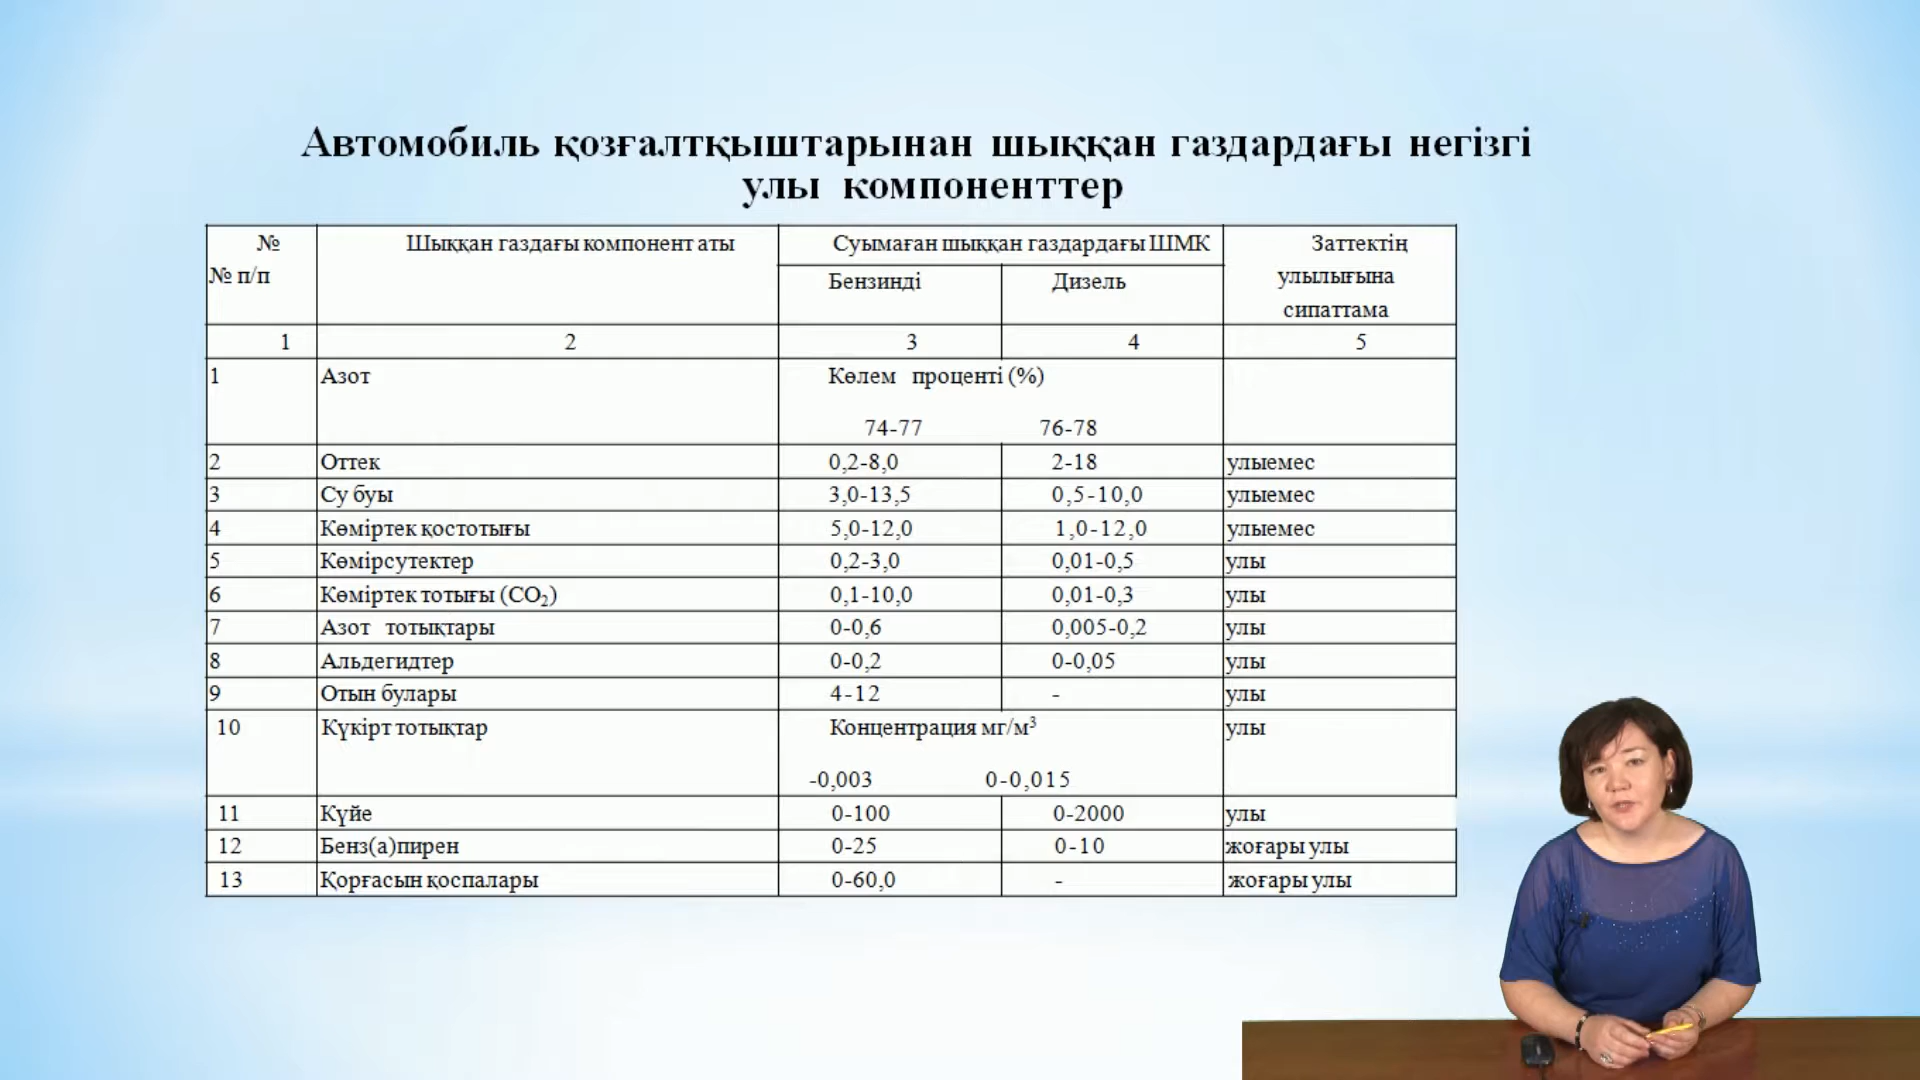 Автомобиль қозғалтқыштарынан шыққан газдардағы негізгі
улы компоненттер
№
№ п/п
Шыққан газдағы компонент аты
Суымаған шыққан газдардағы ШМК
Бензинді
Дизель
Заттектің
улылығына
сипаттама
1 2 3 4 5
1 Азот Көлем проценті (%)
74-77 76-78
2 Оттек 0,2-8,0 2-18 улыемес
3 Су буы 3,0-13,5 0,5-10,0 улыемес
4 Көміртек қостотығы 5,0-12,0 1,0-12,0 улыемес
5 Көмірсутектер 0,2-3,0 0,01-0,5 улы
6 Көміртек тотығы (CO₂) 0,1-10,0 0,01-0,3 улы
7 Азот тотықтары 0-0,6 0,005-0,2 улы
8 Альдегидтер 0-0,2 0-0,05 улы
9 Отын булары 4-12 - улы
10 Күкірт тотықтар Концентрация мг/м³ улы
-0,003 0-0,015
11 Күйе 0-100 0-2000 улы
12 Бенз(а)пирен 0-25 0-10 жоғары улы
13 Қорғасын қоспалары 0-60,0 - жоғары улы